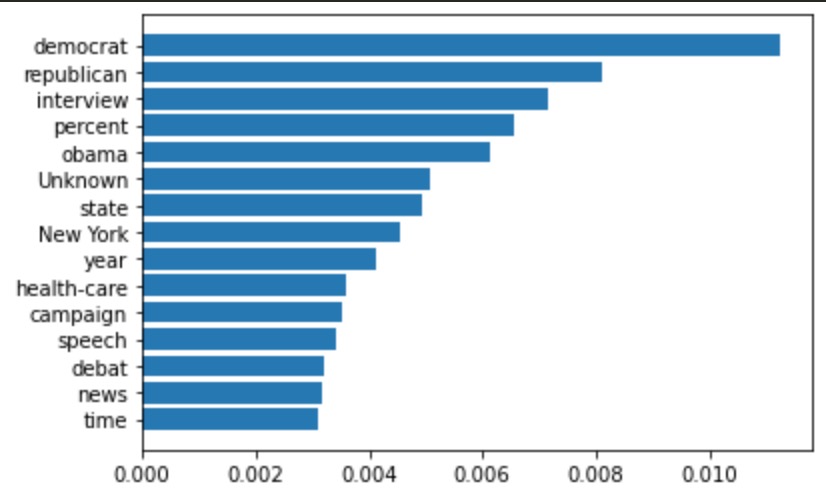 democrat
republican
interview
percent
obama
Unknown
state
New York
year
health-care
campaign
speech
debat
news
time
0.000 0.002 0.004 0.006 0.008 0.010